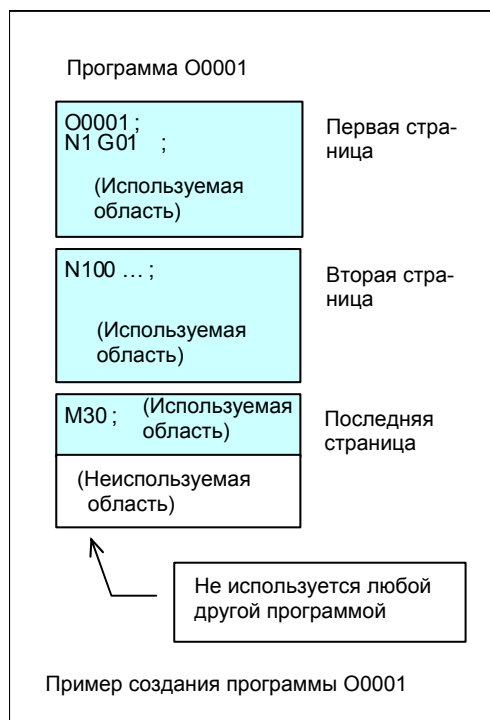 Программа O0001
O0001 ;
N1 G01 ;
(Используемая
область)
Первая стра-
ница
N100 … ;
(Используемая
область)
Вторая стра-
ница
M30 ; (Используемая
область)
Последняя
страница
(Неиспользуемая
область)
Не используется любой
другой программой
Пример создания программы O0001